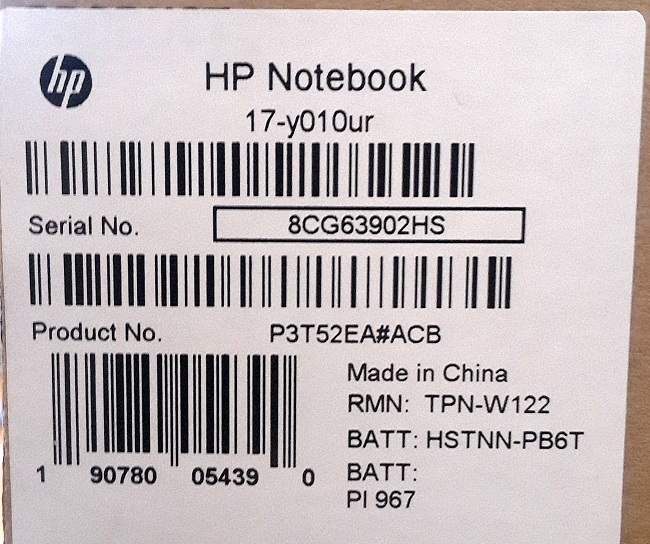 hp
HP Notebook
17-y010ur
Serial No. 8CG63902HS
Product No. P3T52EA#ACB
Made in China
RMN: TPN-W122
BATT: HSTNN-PB6T
BATT:
PI 967
1 90780 05439 0